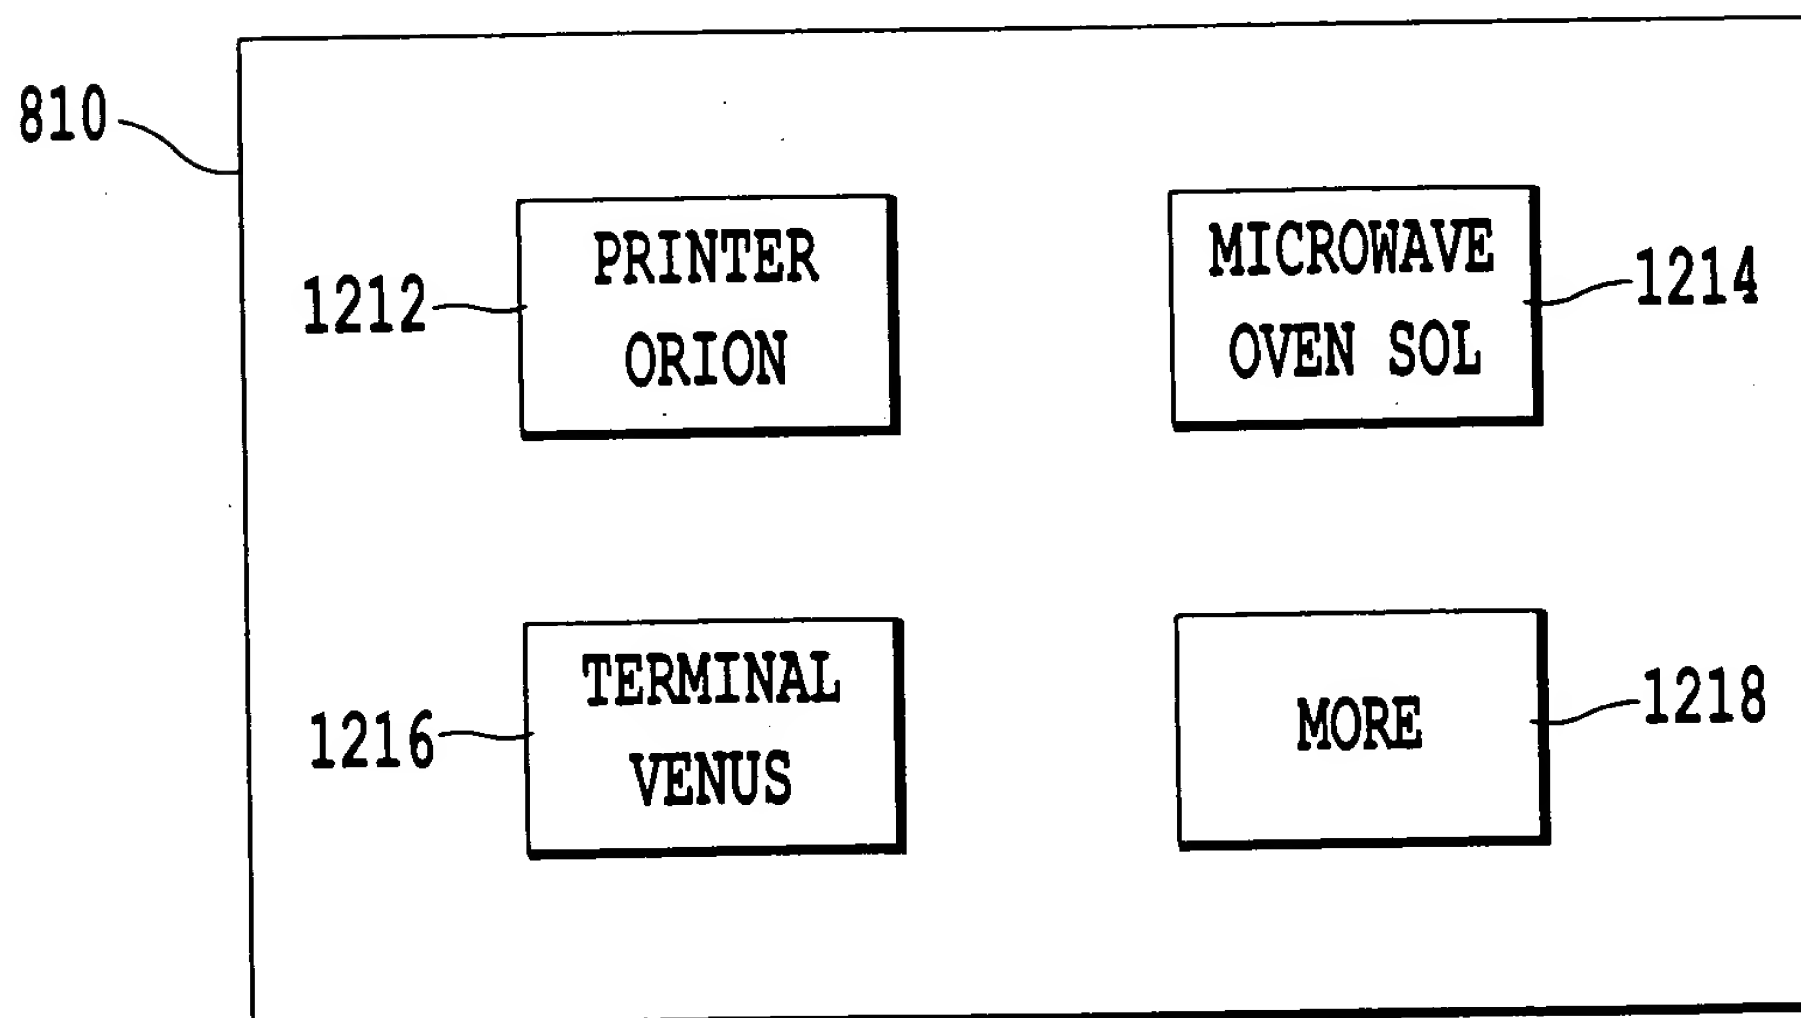 810
PRINTER
ORION
1212
MICROWAVE
OVEN SOL
1214
TERMINAL
VENUS
1216
MORE
1218